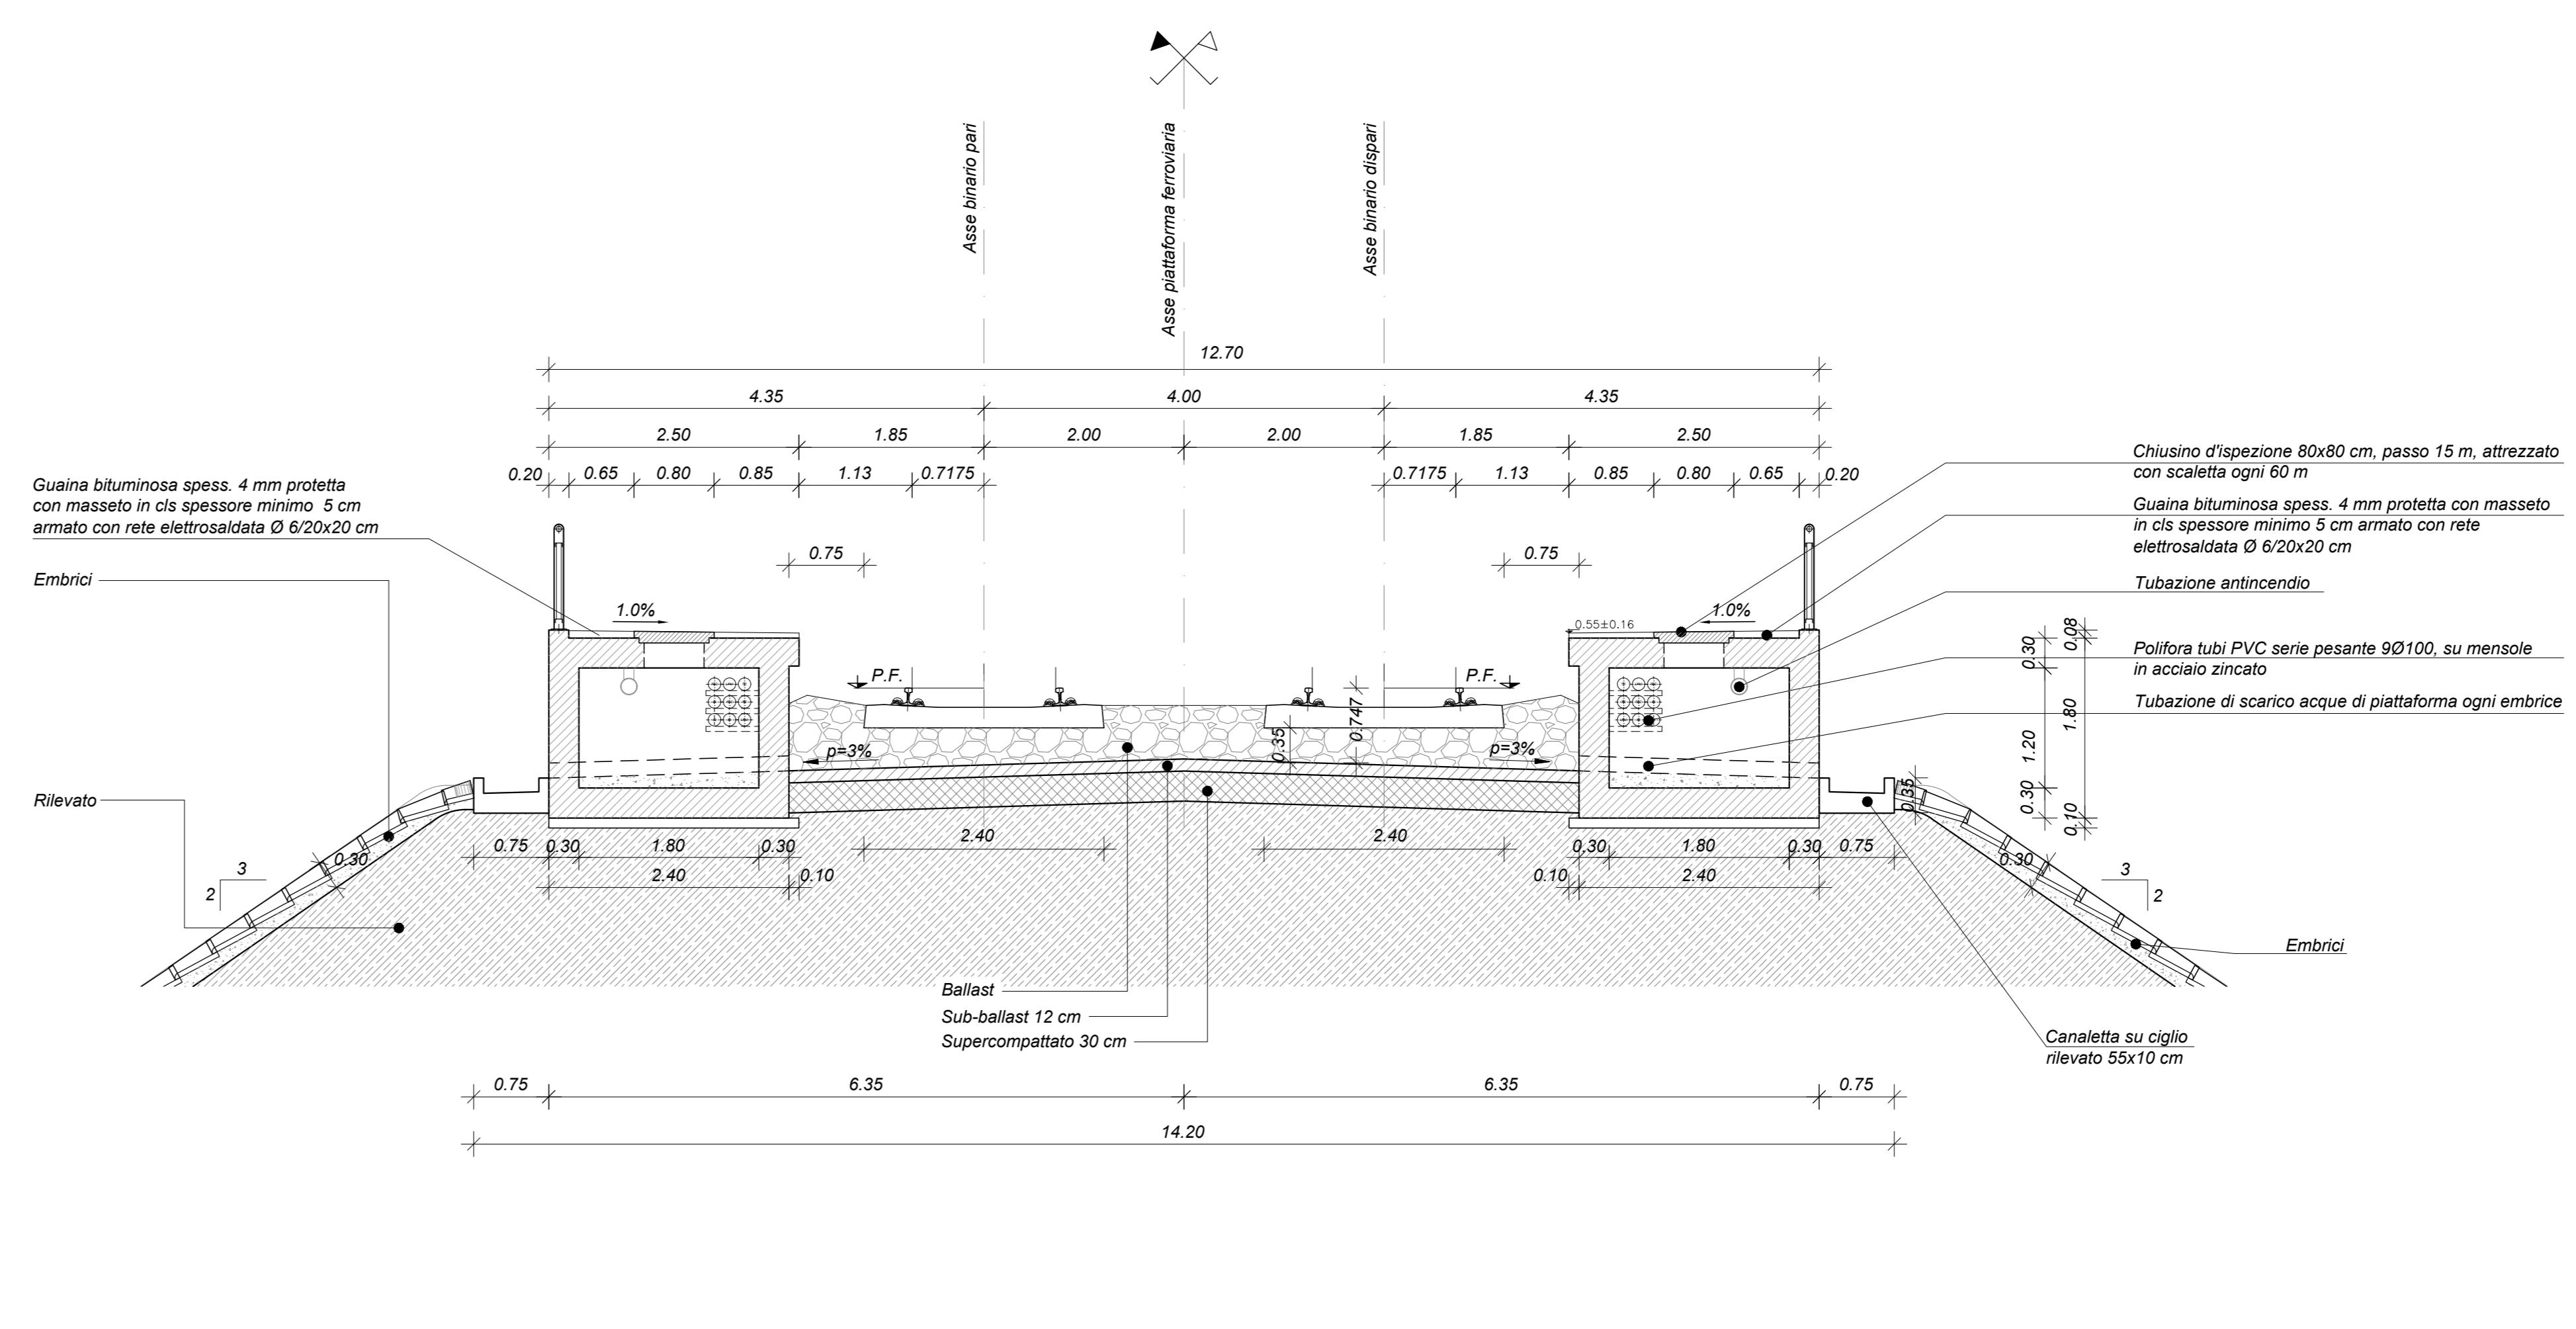 Asse binario pari
Asse piattaforma ferroviaria
Asse binario dispari
12.70
4.35 4.00 4.35
2.50 1.85 2.00 2.00 1.85 2.50
0.20 0.65 0.80 0.85 1.13 0.7175 0.7175 1.13 0.85 0.80 0.65 0.20
Guaina bituminosa spess. 4 mm protetta
con masseto in cls spessore minimo 5 cm
armato con rete elettrosaldata Ø 6/20x20 cm
Embrici
Rilevato
Chiusino d'ispezione 80x80 cm, passo 15 m, attrezzato
con scaletta ogni 60 m
Guaina bituminosa spess. 4 mm protetta con masseto
in cls spessore minimo 5 cm armato con rete
elettrosaldata Ø 6/20x20 cm
Tubazione antincendio
Polifora tubi PVC serie pesante 9Ø100, su mensole
in acciaio zincato
Tubazione di scarico acque di piattaforma ogni embrice
0.75 0.75
1.0% 0.55±0.16 1.0%
P.F. P.F.
0.747
0.35
p=3% p=3%
0.30 0.08
1.80
1.20
0.35
0.30 0.10
2.40 2.40
0.75 0.30 1.80 0.30 0.30 1.80 0.30 0.75
0.30 0.30
2.40 0.10 0.10 2.40
3
2
3
2
Embrici
Ballast
Sub-ballast 12 cm
Supercompattato 30 cm
Canaletta su ciglio
rilevato 55x10 cm
0.75 6.35 6.35 0.75
14.20